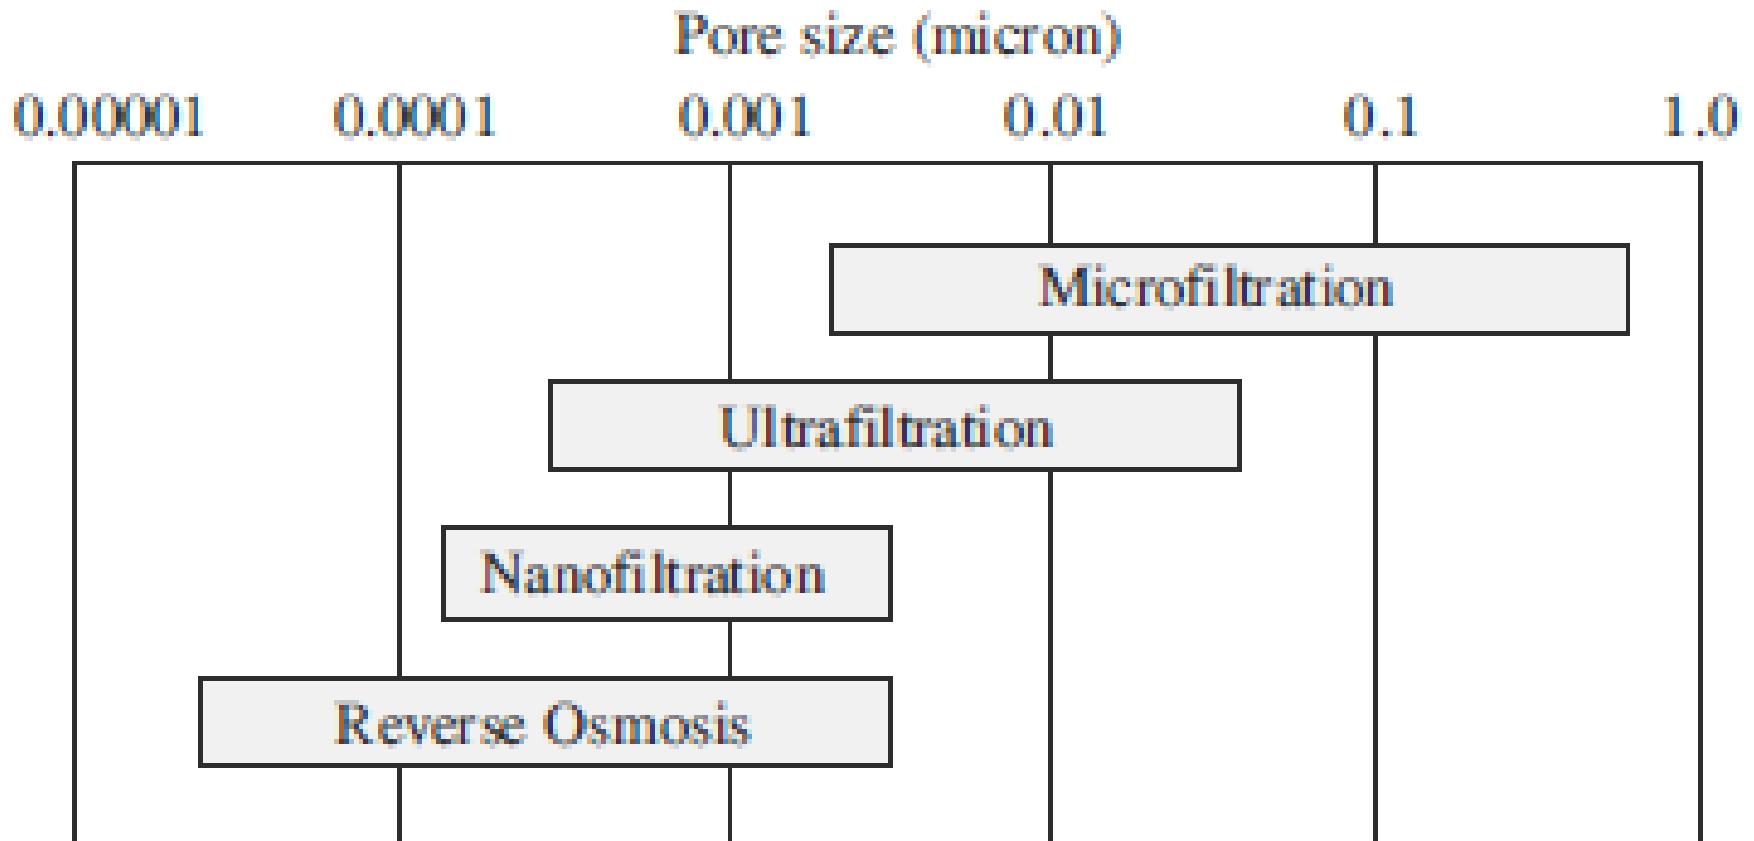 Pore size (micron)
0.00001 0.0001 0.001 0.01 0.1 1.0
Microfiltration
Ultrafiltration
Nanofiltration
Reverse Osmosis